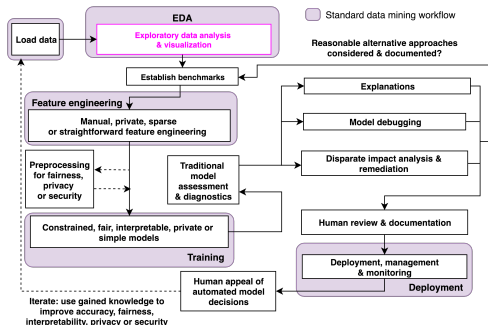 EDA
Standard data mining workflow
Load data
Exploratory data analysis
& visualization
Reasonable alternative approaches
considered & documented?
Establish benchmarks
Explanations
Feature engineering
Manual, private, sparse
or straightforward feature engineering
Model debugging
Preprocessing
for fairness,
privacy
or security
Traditional
model
assessment
& diagnostics
Disparate impact analysis &
remediation
Constrained, fair, interpretable, private or
simple models
Training
Human review & documentation
Deployment, management
& monitoring
Deployment
Human appeal of
automated model
decisions
Iterate: use gained knowledge to
improve accuracy, fairness,
interpretability, privacy or security